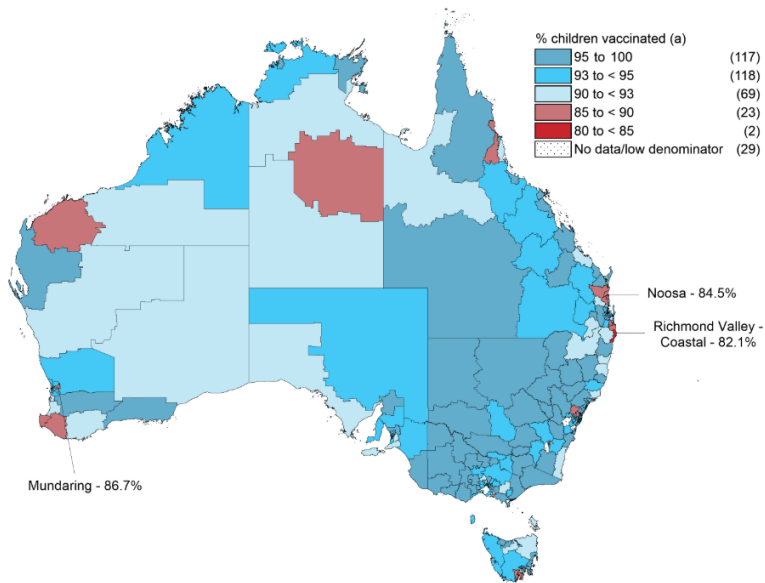 % children vaccinated (a)
95 to 100 (117)
93 to < 95 (118)
90 to < 93 (69)
85 to < 90 (23)
80 to < 85 (2)
No data/low denominator (29)
Noosa - 84.5%
Richmond Valley -
Coastal - 82.1%
Mundaring - 86.7%